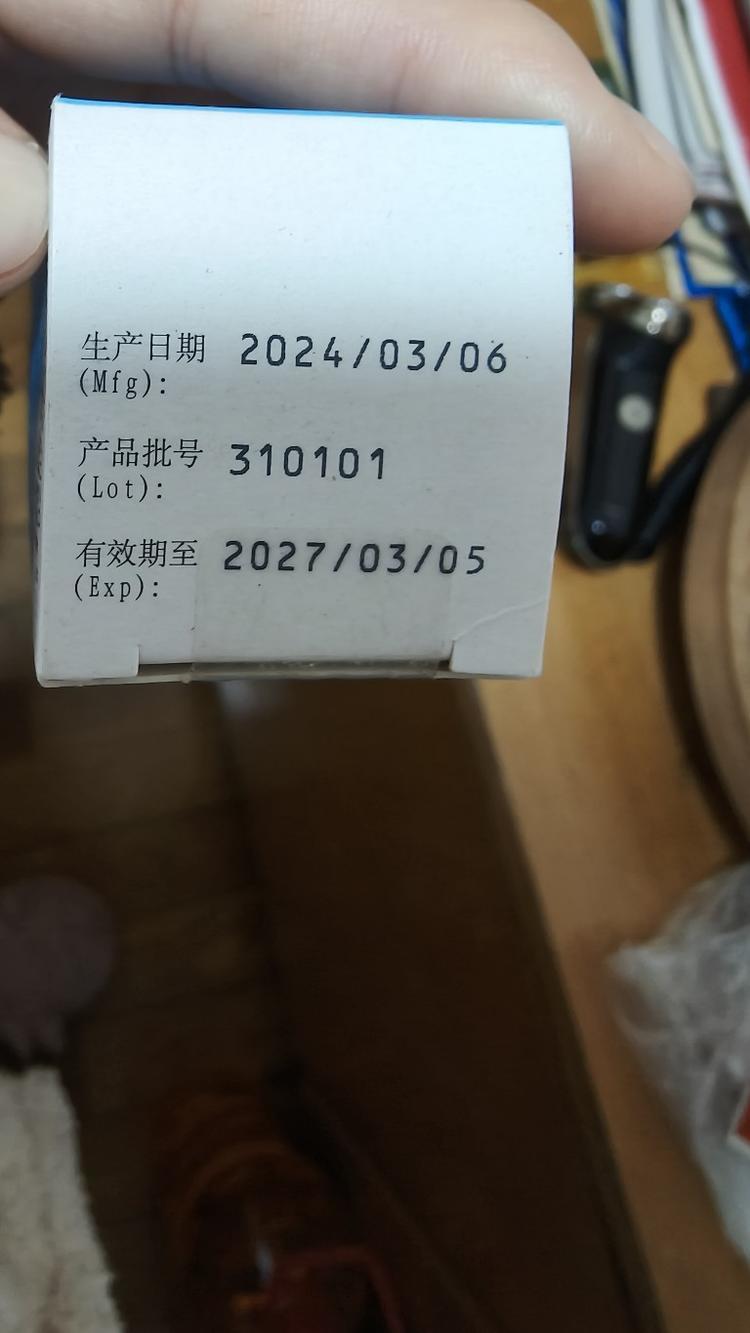 生产日期 2024/03/06
(Mfg):
产品批号 310101
(Lot):
有效期至 2027/03/05
(Exp):